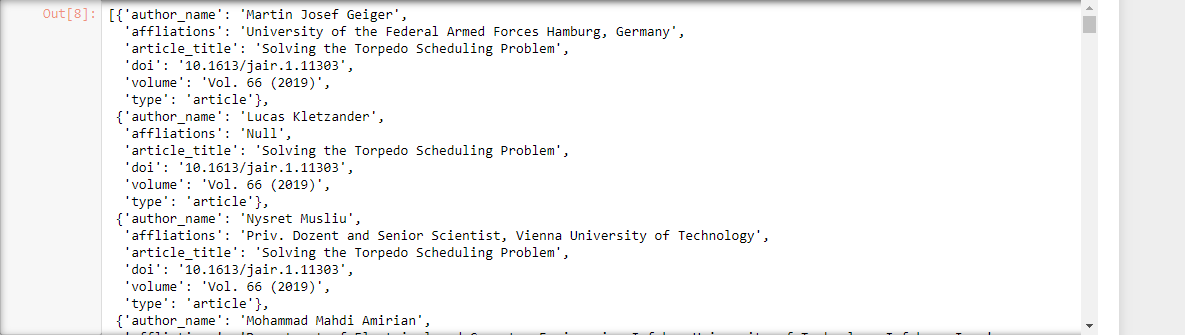 Out[8]: [{'author_name': 'Martin Josef Geiger',
'affliations': 'University of the Federal Armed Forces Hamburg, Germany',
'article_title': 'Solving the Torpedo Scheduling Problem',
'doi': '10.1613/jair.1.11303',
'volume': 'Vol. 66 (2019)',
'type': 'article'},
{'author_name': 'Lucas Kletzander',
'affliations': 'Null',
'article_title': 'Solving the Torpedo Scheduling Problem',
'doi': '10.1613/jair.1.11303',
'volume': 'Vol. 66 (2019)',
'type': 'article'},
{'author_name': 'Nysret Musliu',
'affliations': 'Priv. Dozent and Senior Scientist, Vienna University of Technology',
'article_title': 'Solving the Torpedo Scheduling Problem',
'doi': '10.1613/jair.1.11303',
'volume': 'Vol. 66 (2019)',
'type': 'article'},
{'author_name': 'Mohammad Mahdi Amirian',